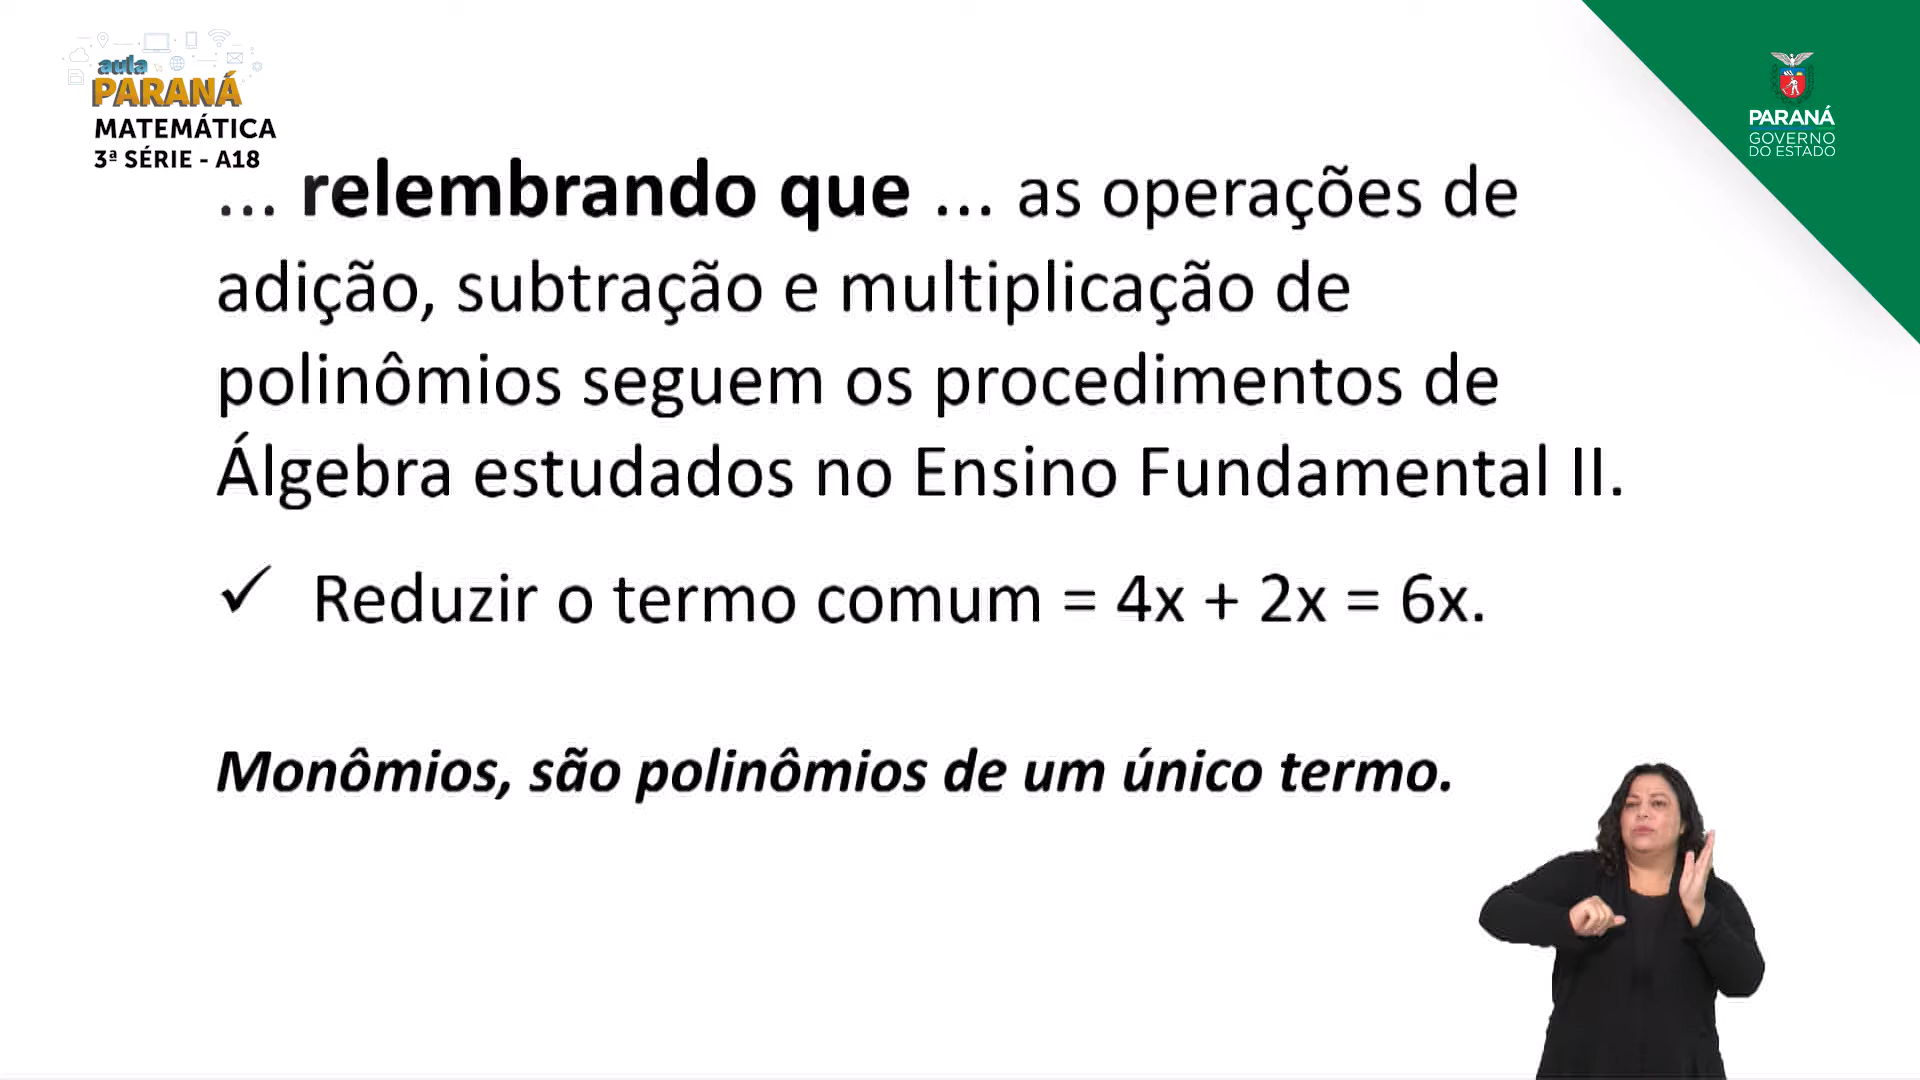 aula
PARANÁ
MATEMÁTICA
3ª SÉRIE - A18
PARANÁ
GOVERNO
DO ESTADO
... relembrando que ... as operações de
adição, subtração e multiplicação de
polinômios seguem os procedimentos de
Álgebra estudados no Ensino Fundamental II.
✓ Reduzir o termo comum = 4x + 2x = 6x.
Monômios, são polinômios de um único termo.